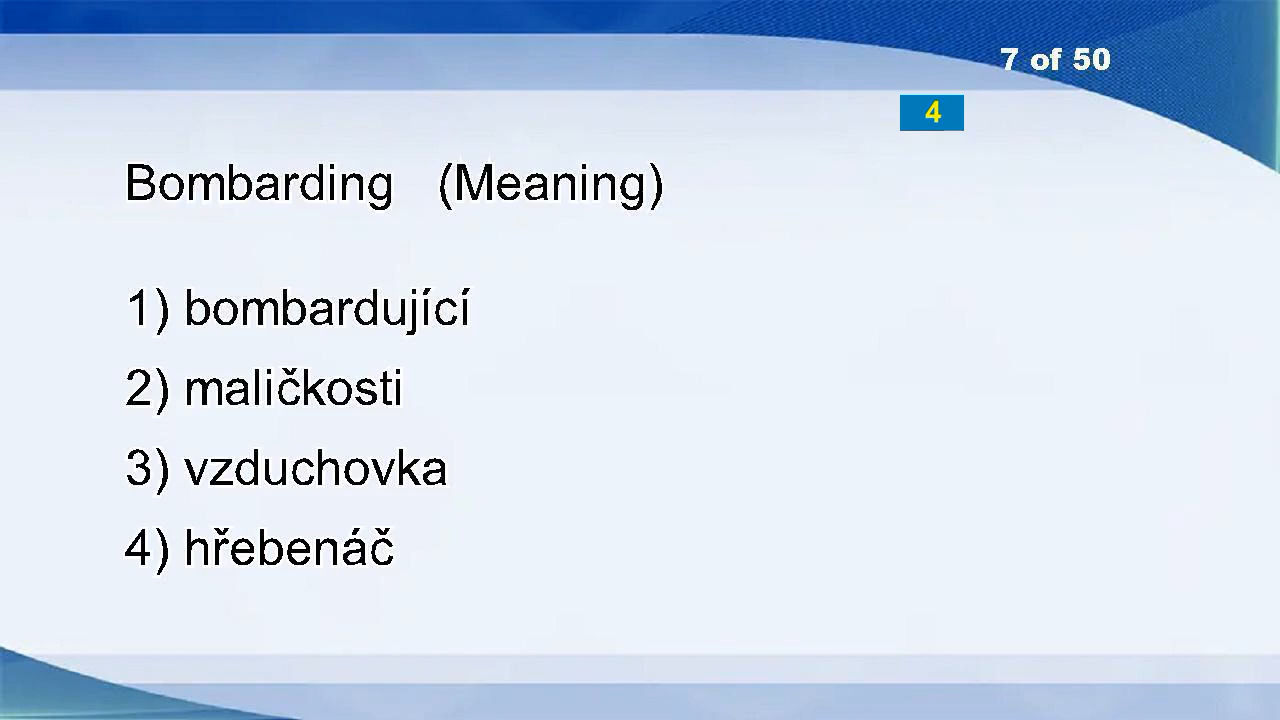 7 of 50
4
Bombarding (Meaning)
1) bombardující
2) maličkosti
3) vzduchovka
4) hřebenáč